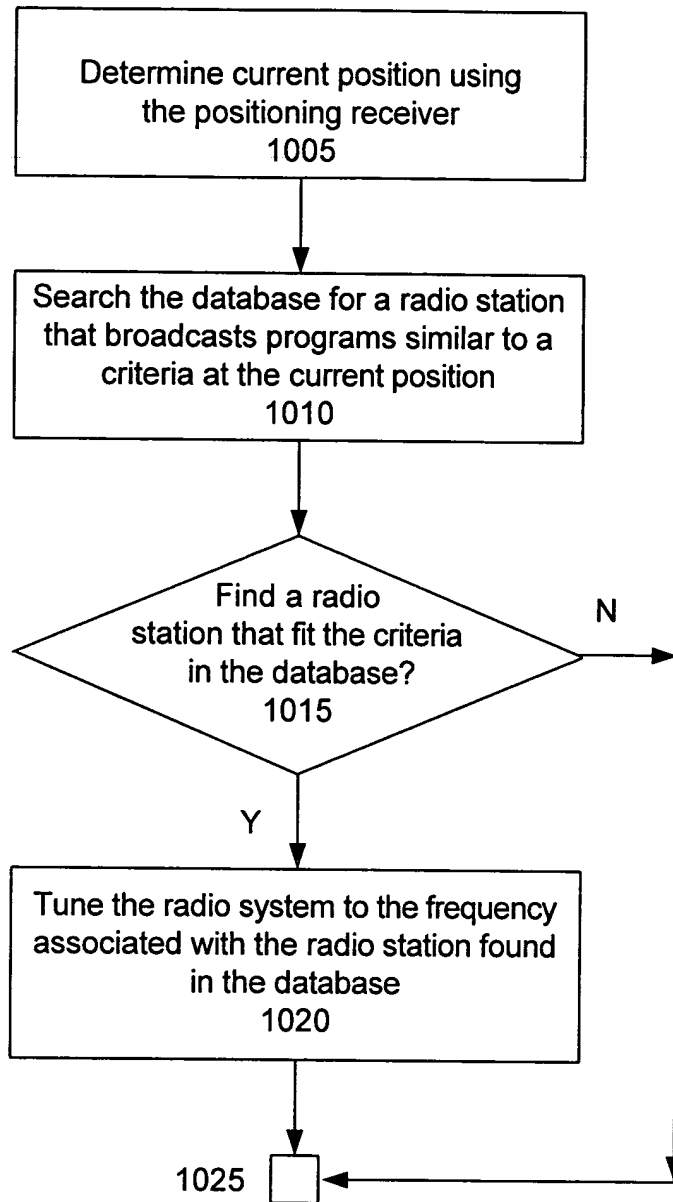 Determine current position using
the positioning receiver
1005
Search the database for a radio station
that broadcasts programs similar to a
criteria at the current position
1010
Find a radio
station that fit the criteria
in the database?
1015
N
Y
Tune the radio system to the frequency
associated with the radio station found
in the database
1020
1025